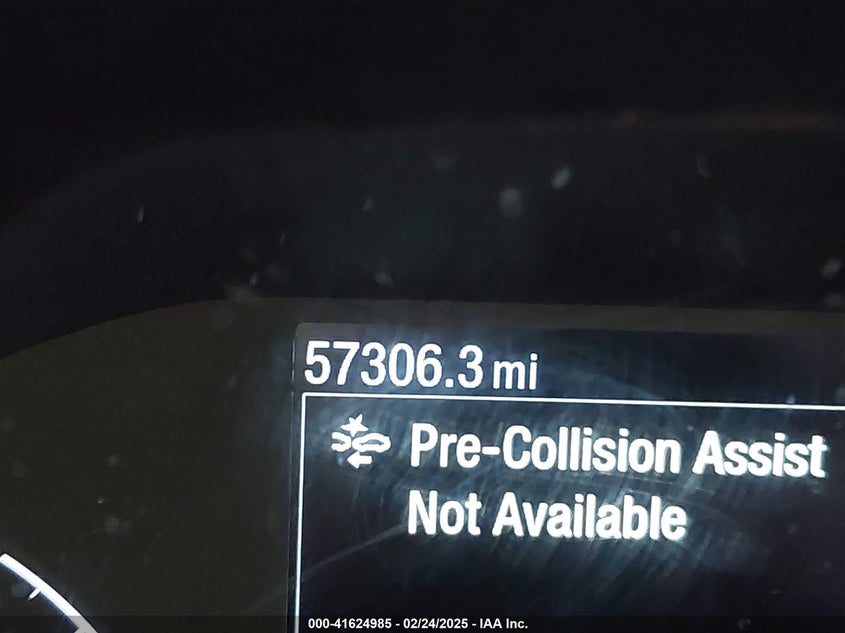 57306.3 mi
Pre-Collision Assist
Not Available
000-41624985 - 02/24/2025 - IAA Inc.